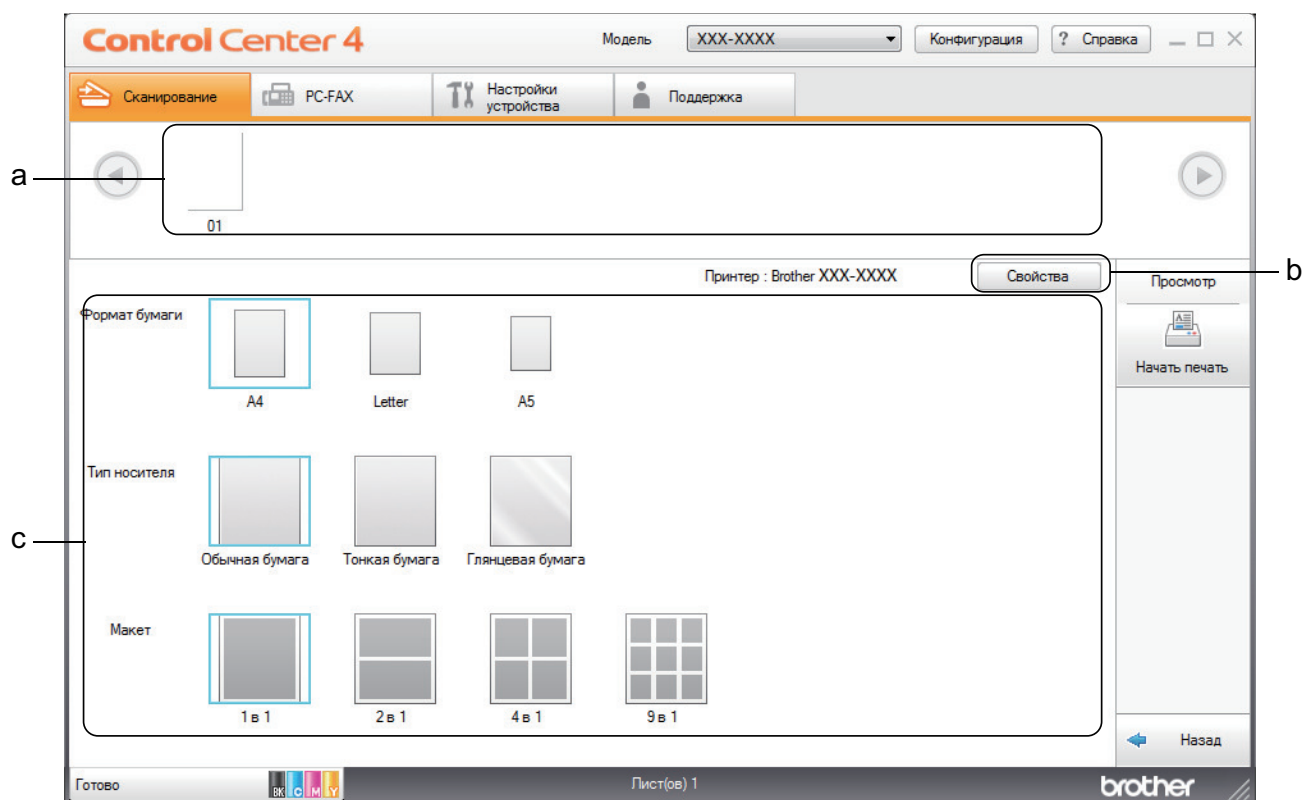 Control Center 4
Модель XXX-XXXX Конфигурация ? Справка
Сканирование PC-FAX Настройки устройства Поддержка
a
01
Принтер : Brother XXX-XXXX Свойства b
Просмотр
Начать печать
Формат бумаги
A4 Letter A5
Тип носителя
c
Обычная бумага Тонкая бумага Глянцевая бумага
Макет
1 в 1 2 в 1 4 в 1 9 в 1
Назад
Готово BK C M Y Лист(ов) 1 brother